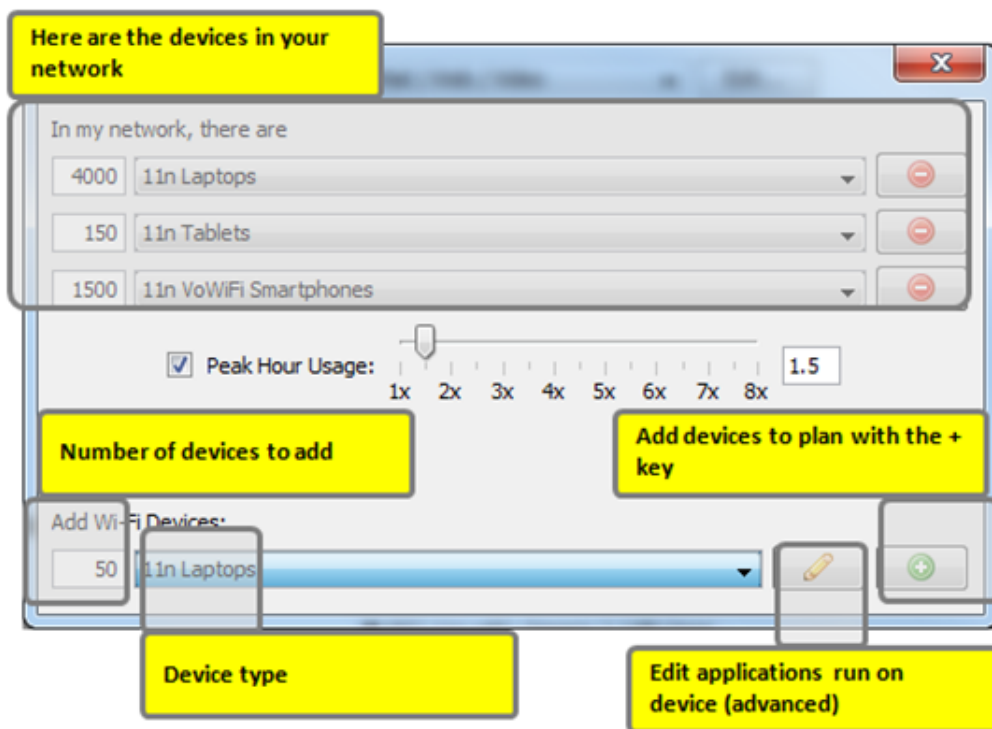 Here are the devices in your
network
In my network, there are
4000 11n Laptops
150 11n Tablets
1500 11n VoWiFi Smartphones
Peak Hour Usage: 1.5
1x 2x 3x 4x 5x 6x 7x 8x
Number of devices to add
Add devices to plan with the +
key
Add Wi-Fi Devices:
50 11n Laptops
Device type
Edit applications run on
device (advanced)